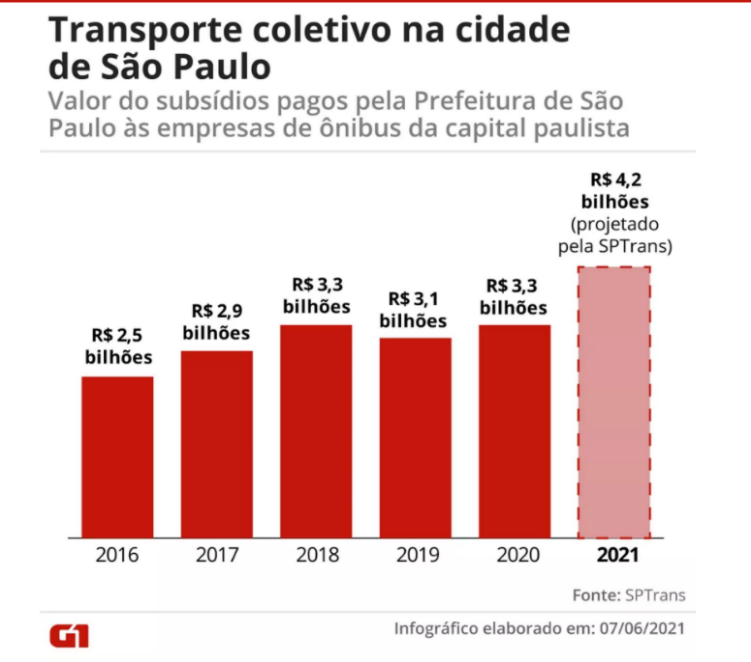 Transporte coletivo na cidade
de São Paulo
Valor do subsídios pagos pela Prefeitura de São
Paulo às empresas de ônibus da capital paulista
R$ 2,5
bilhões
R$ 2,9
bilhões
R$ 3,3
bilhões
R$ 3,1
bilhões
R$ 3,3
bilhões
R$ 4,2
bilhões
(projetado
pela SPTrans)
2016 2017 2018 2019 2020 2021
Fonte: SPTrans
G1
Infográfico elaborado em: 07/06/2021